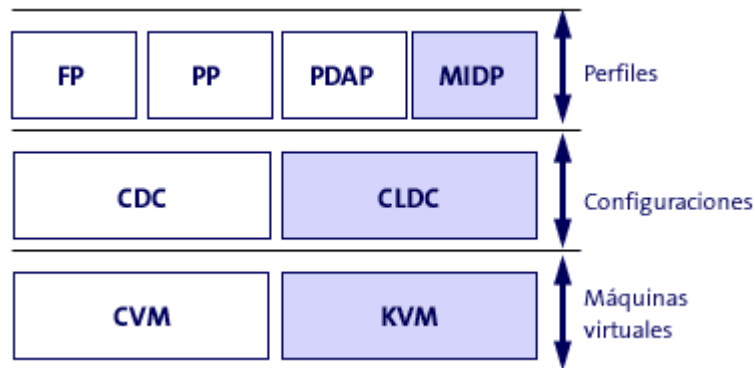 FP PP PDAP MIDP Perfiles
CDC CLDC Configuraciones
CVM KVM Máquinas
virtuales